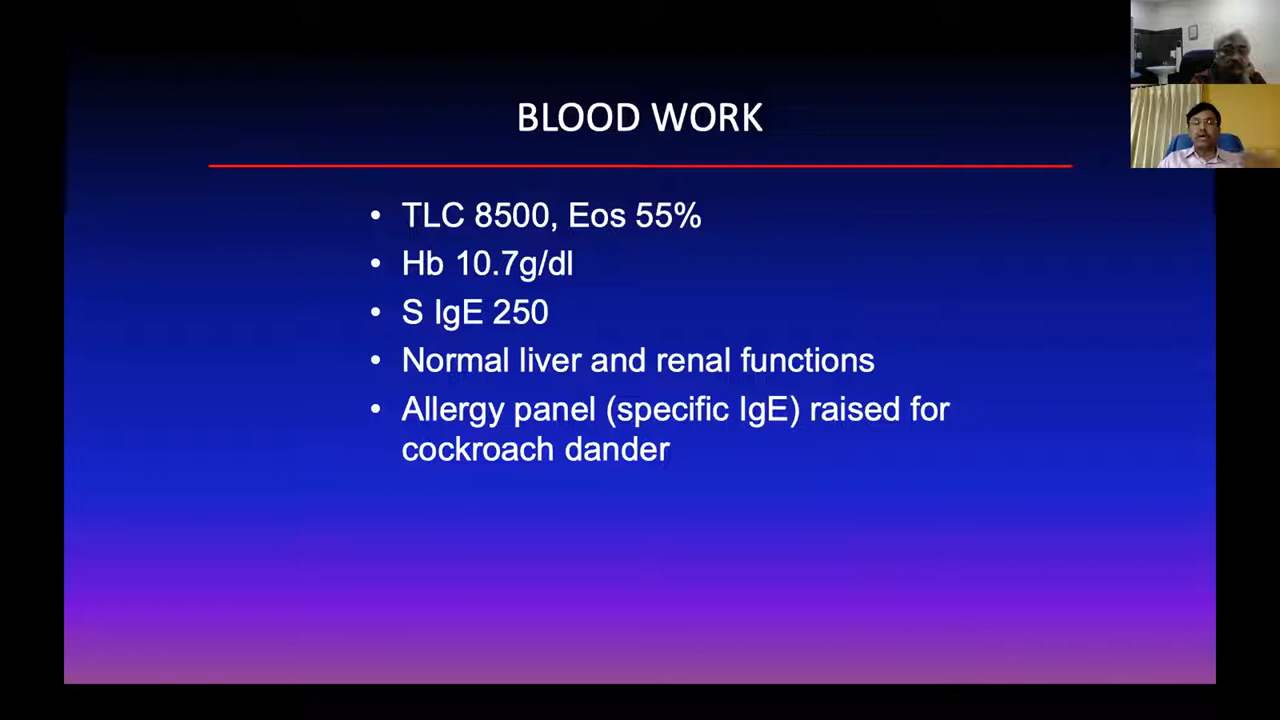 BLOOD WORK
• TLC 8500, Eos 55%
• Hb 10.7g/dl
• S IgE 250
• Normal liver and renal functions
• Allergy panel (specific IgE) raised for
cockroach dander